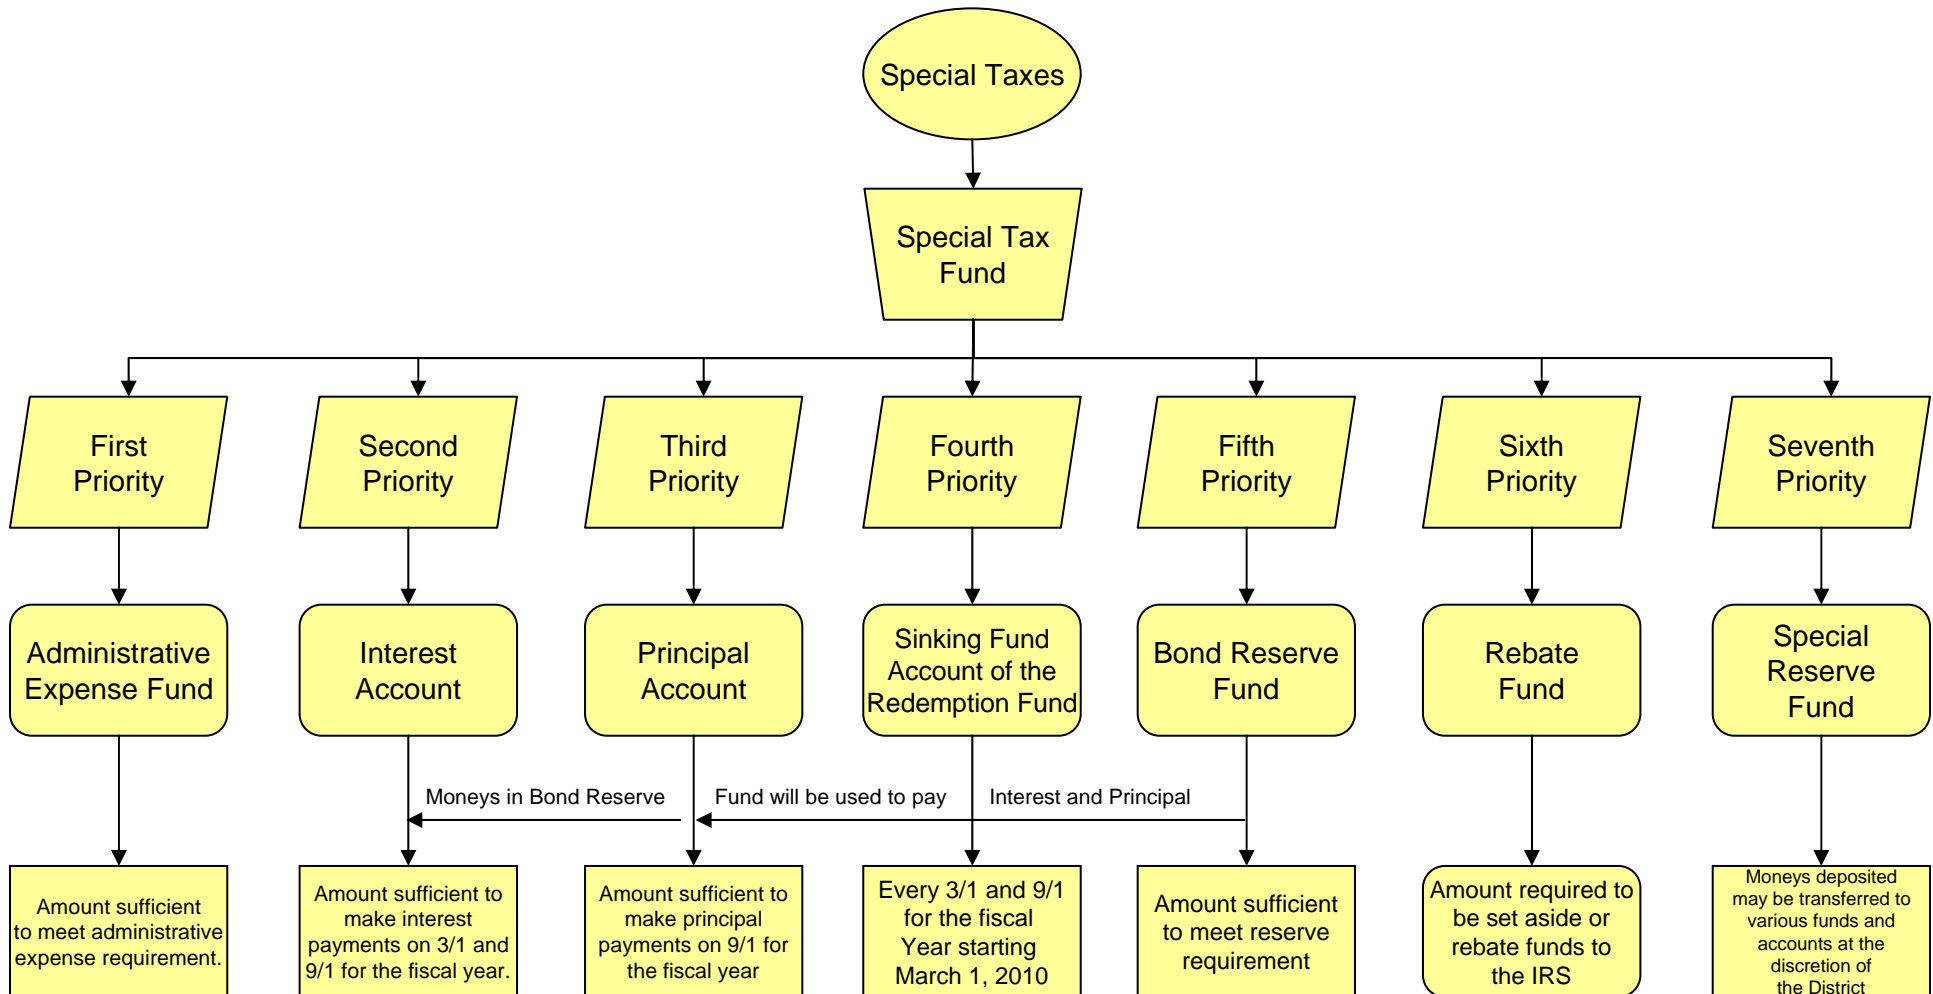 Special Taxes
Special Tax
Fund
First
Priority
Second
Priority
Third
Priority
Fourth
Priority
Fifth
Priority
Sixth
Priority
Seventh
Priority
Administrative
Expense Fund
Interest
Account
Principal
Account
Sinking Fund
Account of the
Redemption Fund
Bond Reserve
Fund
Rebate
Fund
Special
Reserve
Fund
Moneys in Bond Reserve
Fund will be used to pay
Interest and Principal
Amount sufficient
to meet administrative
expense requirement.
Amount sufficient to
make interest
payments on 3/1 and
9/1 for the fiscal year.
Amount sufficient to
make principal
payments on 9/1 for
the fiscal year
Every 3/1 and 9/1
for the fiscal
Year starting
March 1, 2010
Amount sufficient
to meet reserve
requirement
Amount required to
be set aside or
rebate funds to
the IRS
Moneys deposited
may be transferred to
various funds and
accounts at the
discretion of
the District